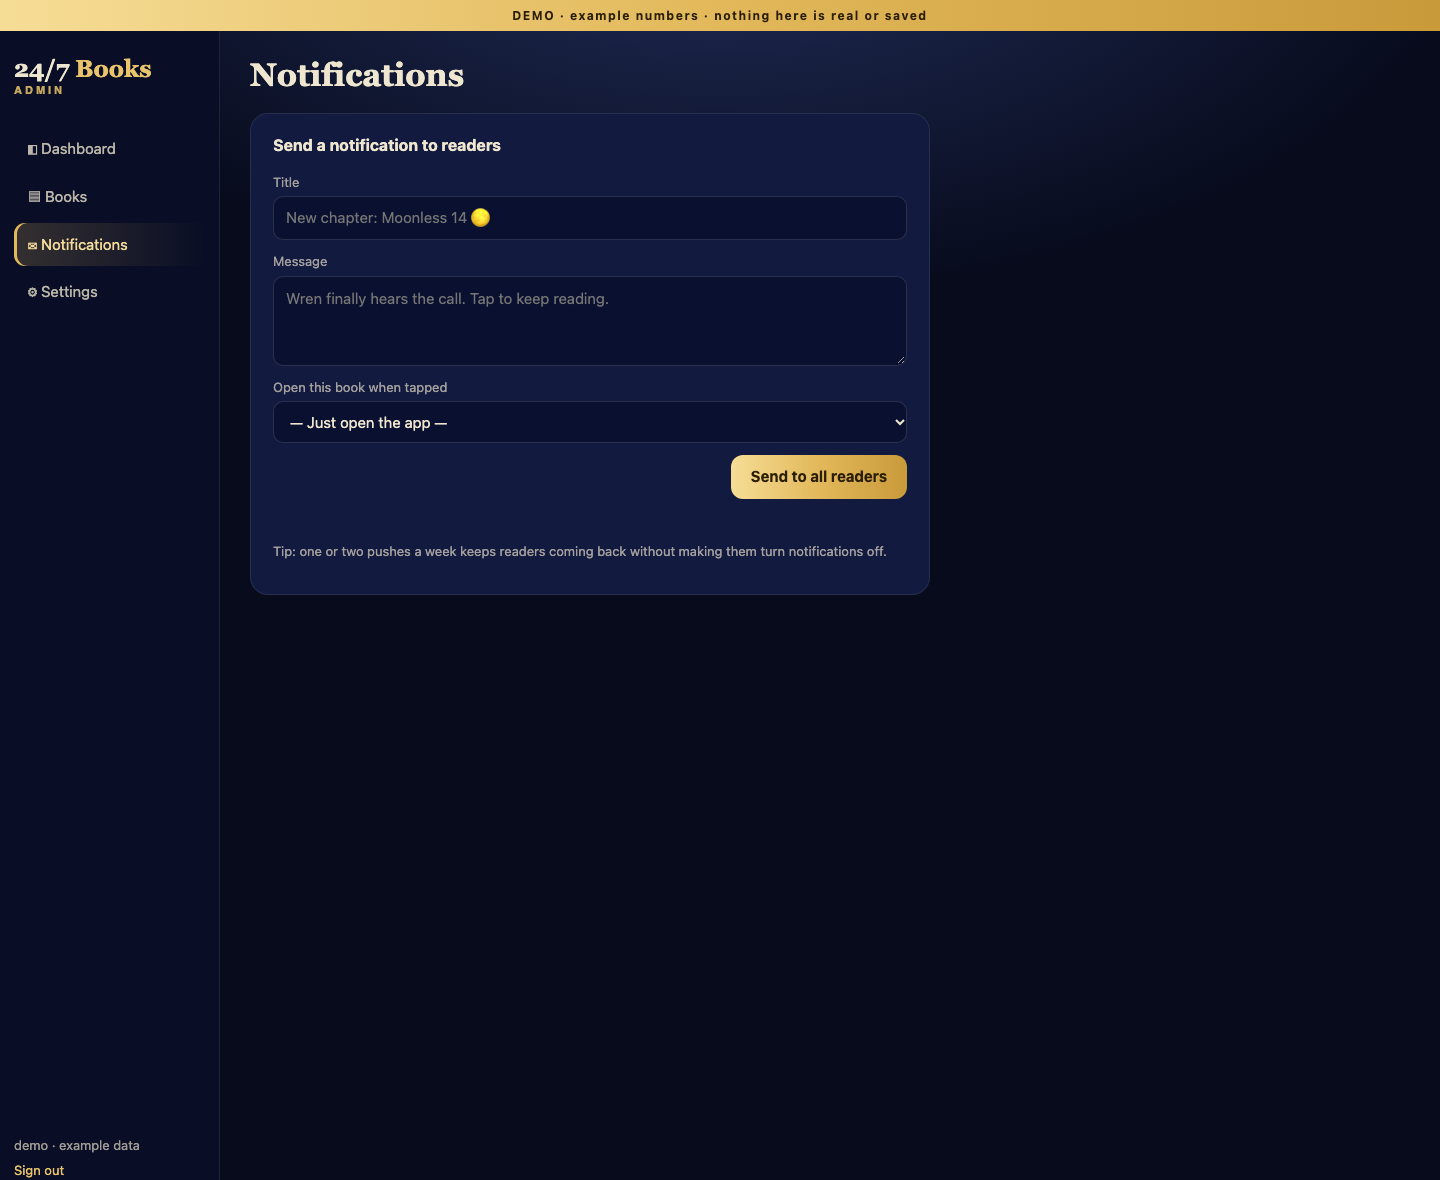 DEMO · example numbers · nothing here is real or saved
24/7 Books
ADMIN
Dashboard
Books
Notifications
Settings
Notifications
Send a notification to readers
Title
New chapter: Moonless 14 🌕
Message
Wren finally hears the call. Tap to keep reading.
Open this book when tapped
— Just open the app —
Send to all readers
Tip: one or two pushes a week keeps readers coming back without making them turn notifications off.
demo · example data
Sign out